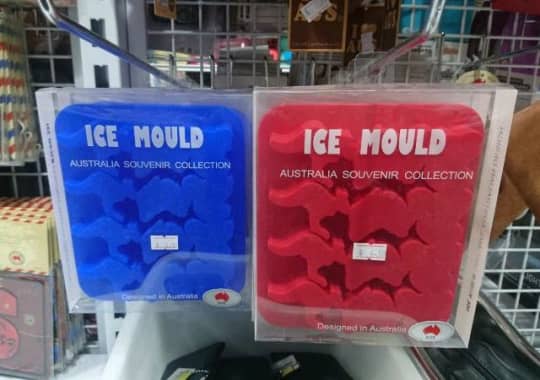 ICE MOULD
AUSTRALIA SOUVENIR COLLECTION
Designed in Australia
ICE MOULD
AUSTRALIA SOUVENIR COLLECTION
Designed in Australia